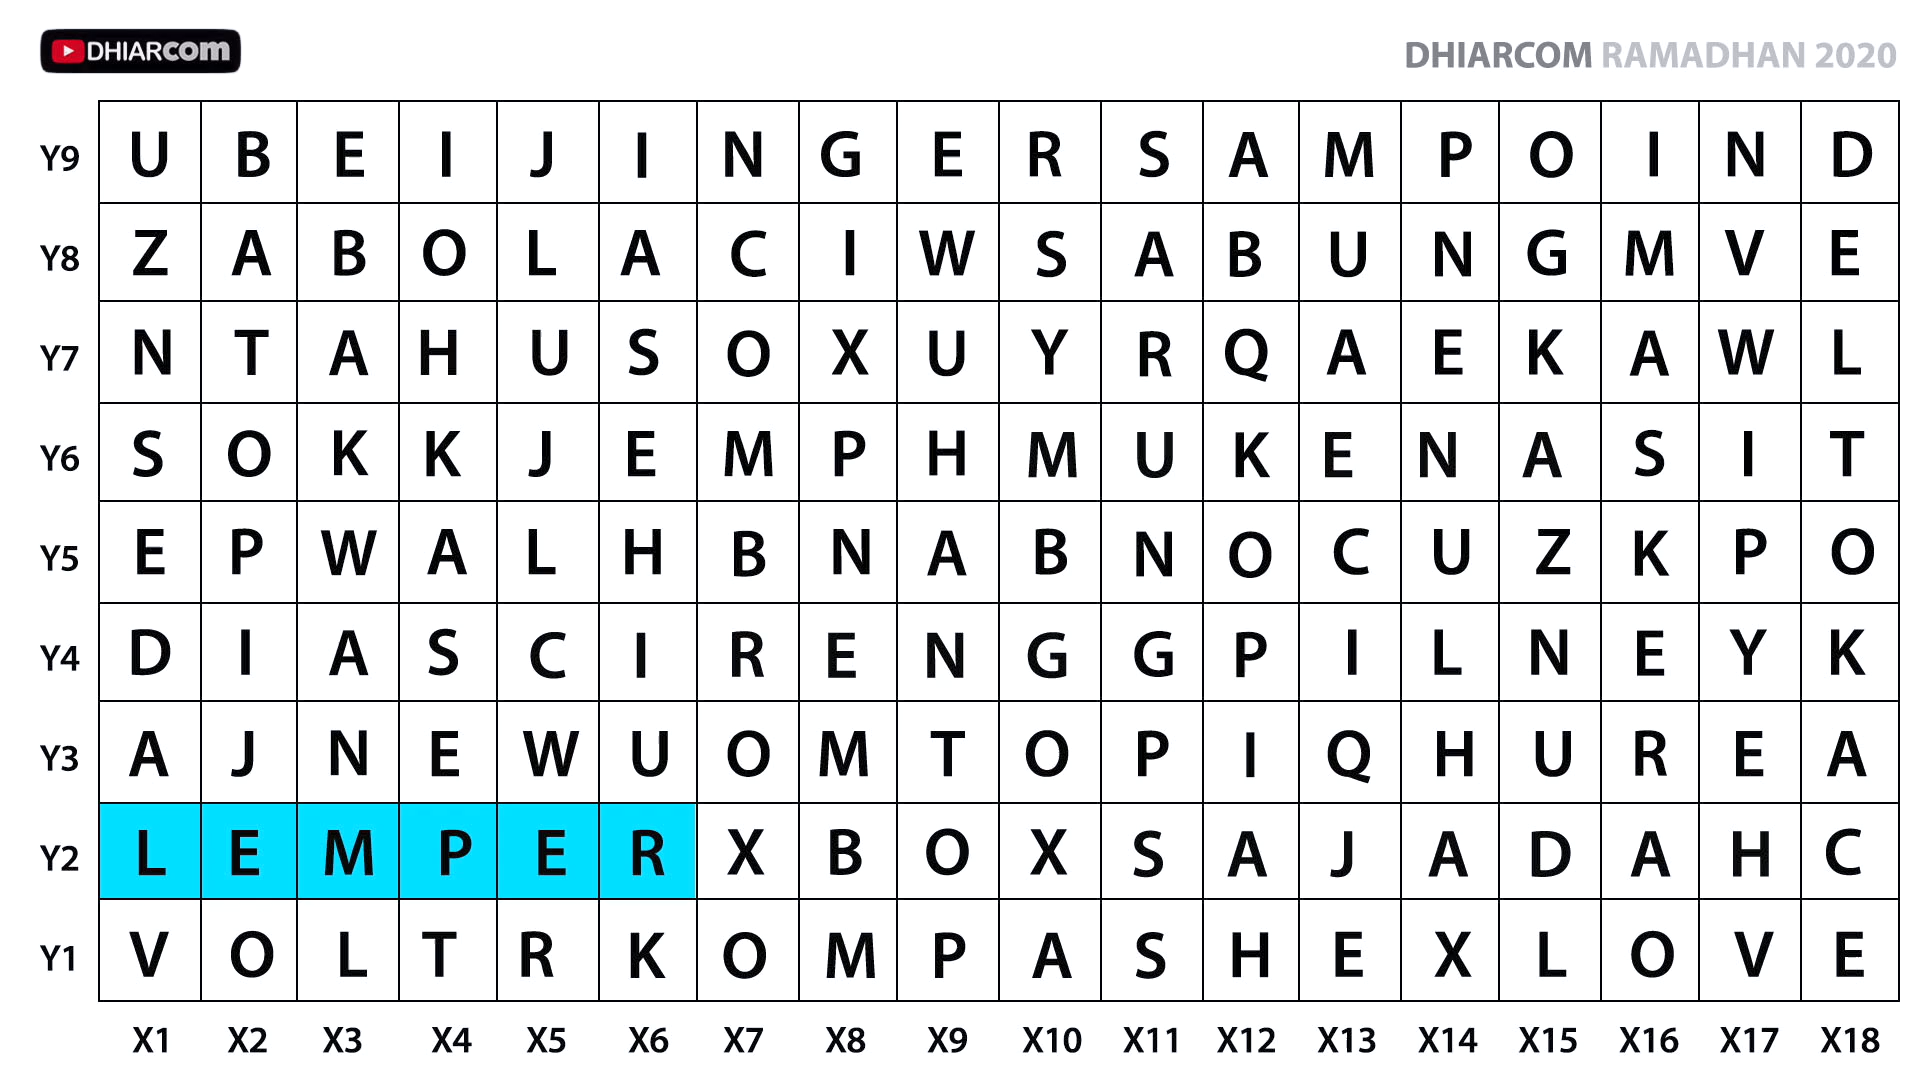 DHIARCOM
DHIARCOM RAMADHAN 2020
Y9 U B E I J I N G E R S A M P O I N D
Y8 Z A B O L A C I W S A B U N G M V E
Y7 N T A H U S O X U Y R Q A E K A W L
Y6 S O K K J E M P H M U K E N A S I T
Y5 E P W A L H B N A B N O C U Z K P O
Y4 D I A S C I R E N G G P I L N E Y K
Y3 A J N E W U O M T O P I Q H U R E A
Y2 L E M P E R X B O X S A J A D A H C
Y1 V O L T R K O M P A S H E X L O V E
X1 X2 X3 X4 X5 X6 X7 X8 X9 X10 X11 X12 X13 X14 X15 X16 X17 X18